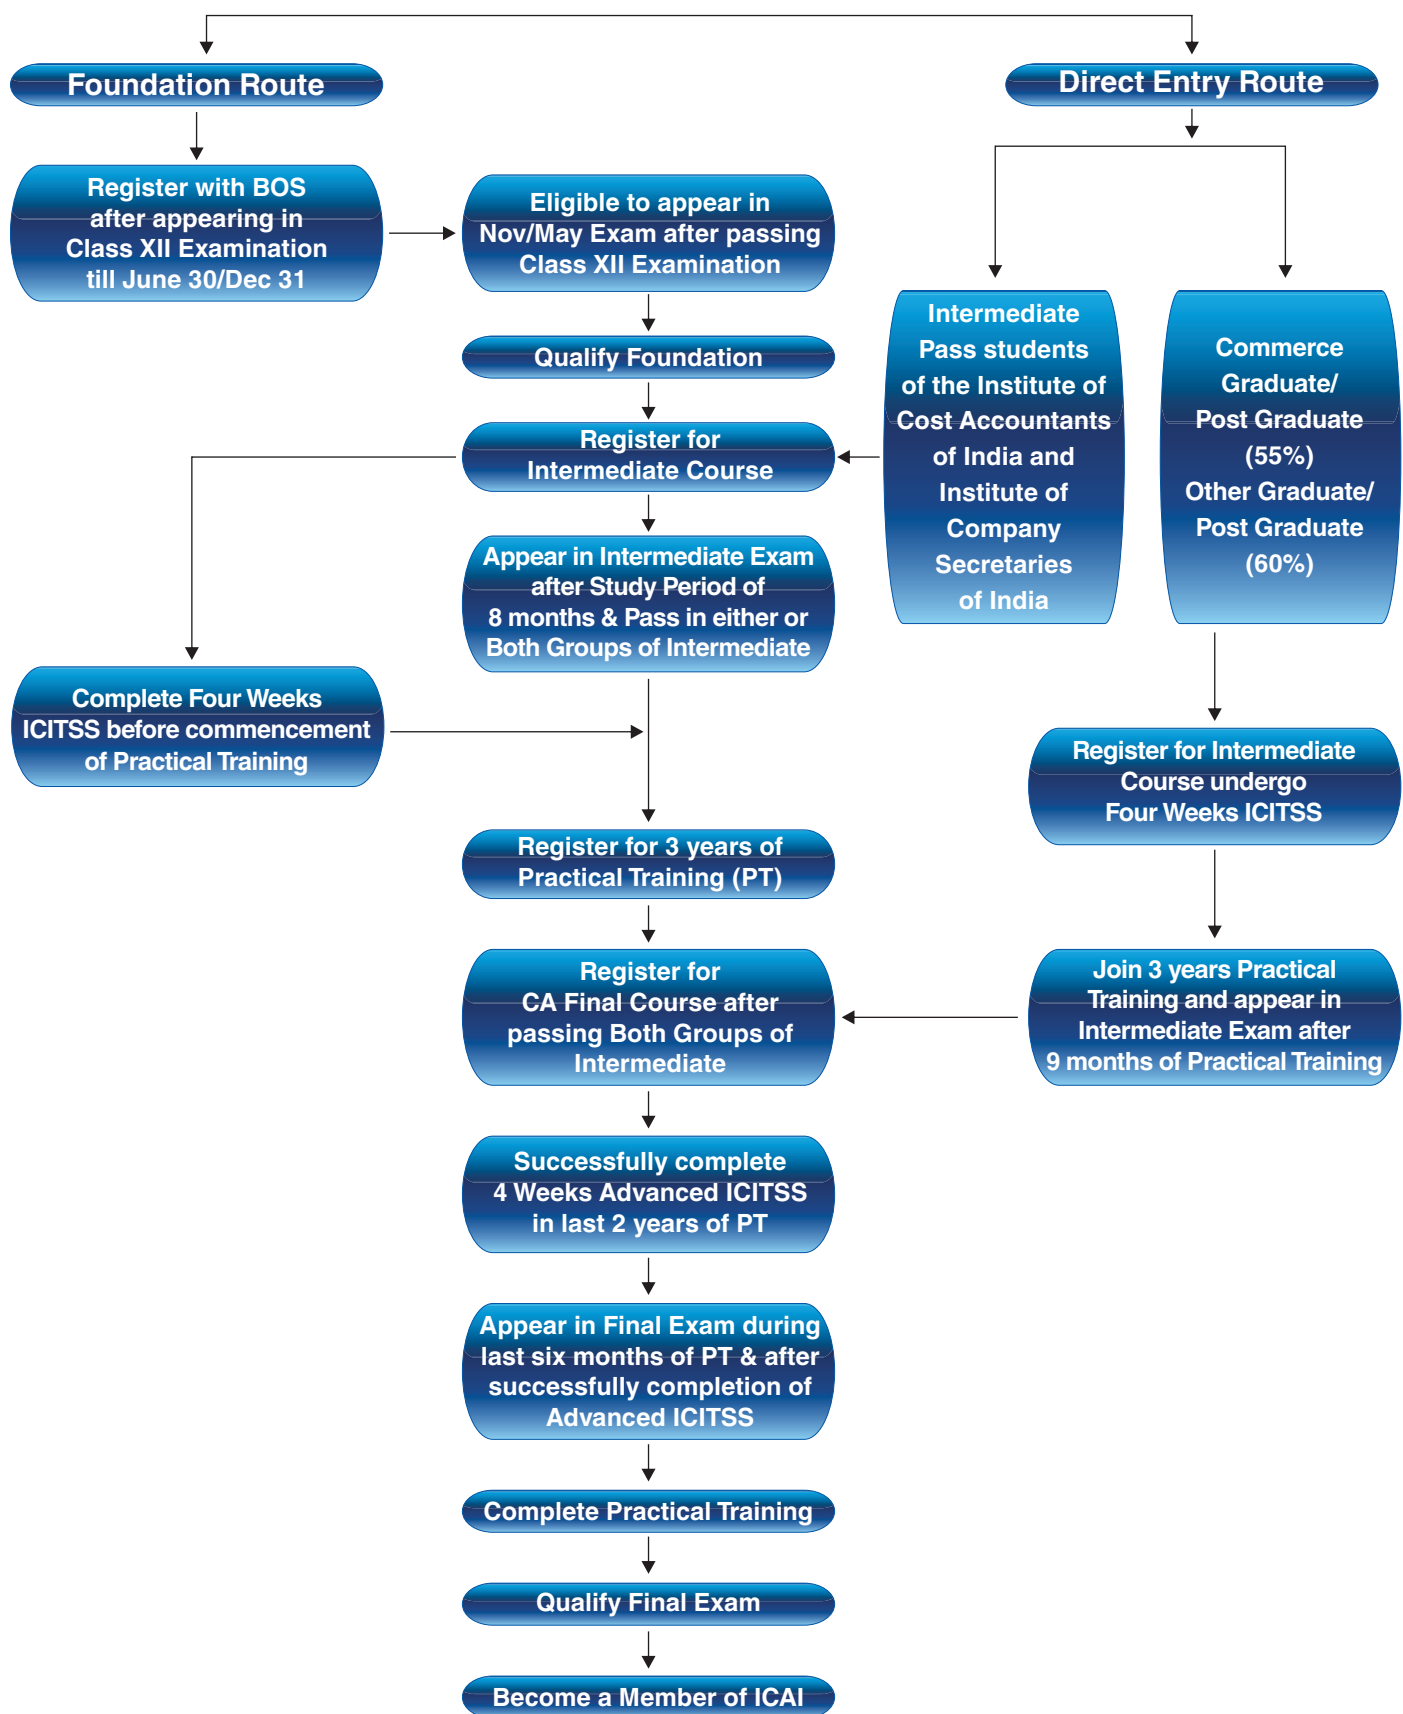 Foundation Route
Direct Entry Route
Register with BOS
after appearing in
Class XII Examination
till June 30/Dec 31
Eligible to appear in
Nov/May Exam after passing
Class XII Examination
Qualify Foundation
Register for
Intermediate Course
Intermediate
Pass students
of the Institute of
Cost Accountants
of India and
Institute of
Company
Secretaries
of India
Commerce
Graduate/
Post Graduate
(55%)
Other Graduate/
Post Graduate
(60%)
Appear in Intermediate Exam
after Study Period of
8 months & Pass in either or
Both Groups of Intermediate
Complete Four Weeks
ICITSS before commencement
of Practical Training
Register for Intermediate
Course undergo
Four Weeks ICITSS
Register for 3 years of
Practical Training (PT)
Register for
CA Final Course after
passing Both Groups of
Intermediate
Join 3 years Practical
Training and appear in
Intermediate Exam after
9 months of Practical Training
Successfully complete
4 Weeks Advanced ICITSS
in last 2 years of PT
Appear in Final Exam during
last six months of PT & after
successfully completion of
Advanced ICITSS
Complete Practical Training
Qualify Final Exam
Become a Member of ICAI